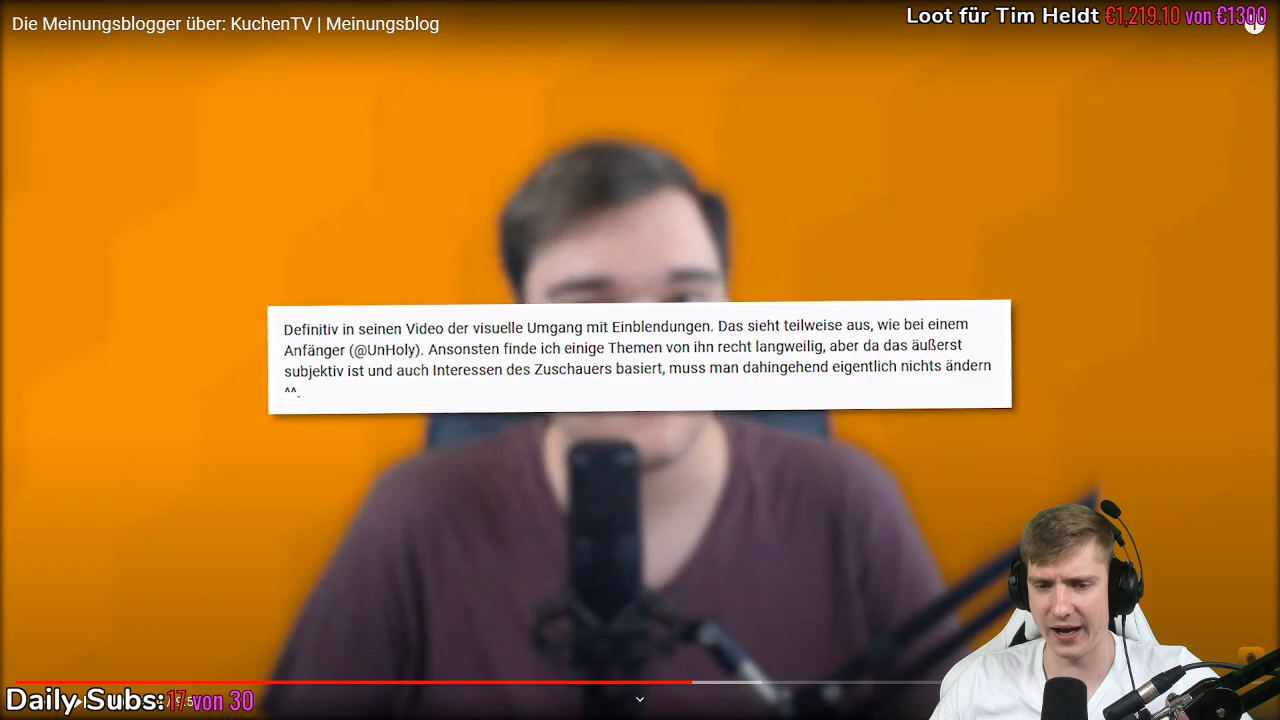 Die Meinungsblogger über: KuchenTV | Meinungsblog
Loot für Tim Heldt €1,219.10 von €1300
Definitiv in seinen Video der visuelle Umgang mit Einblendungen. Das sieht teilweise aus, wie bei einem
Anfänger (@UnHoly). Ansonsten finde ich einige Themen von ihn recht langweilig, aber da das äußerst
subjektiv ist und auch Interessen des Zuschauers basiert, muss man dahingehend eigentlich nichts ändern
^^.
Daily Subs: 17 von 30